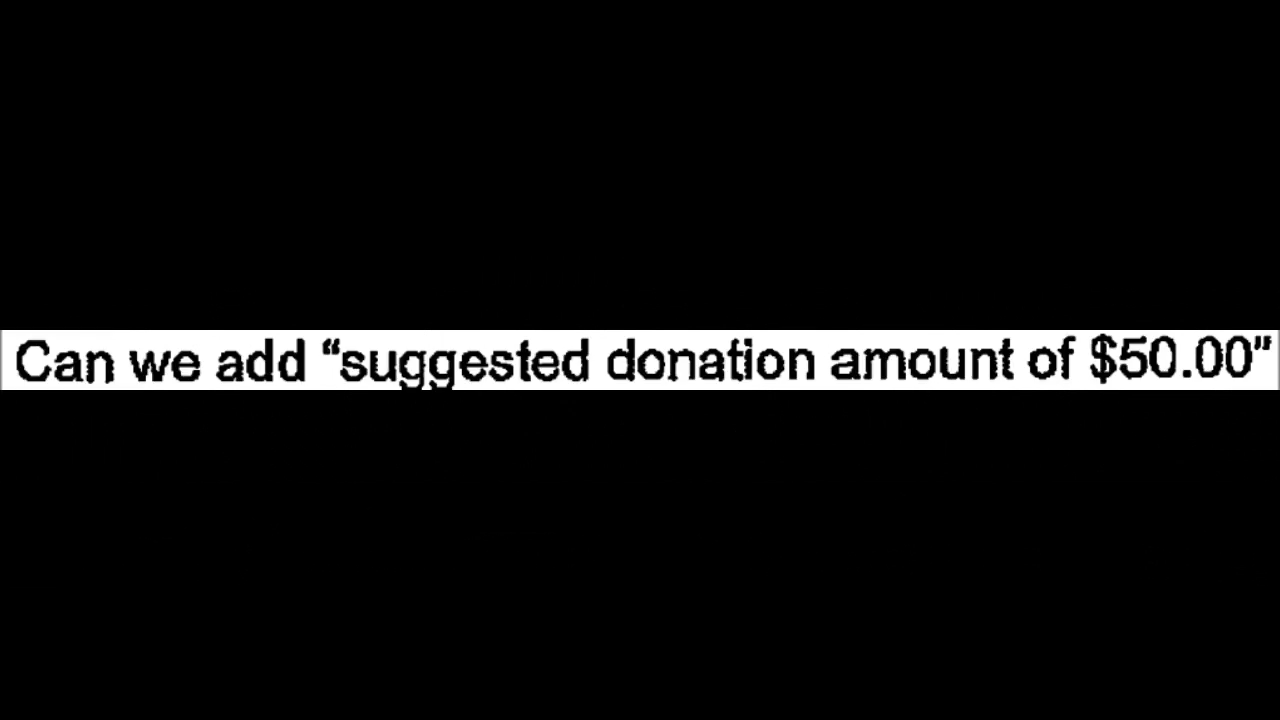 Can we add “suggested donation amount of $50.00”